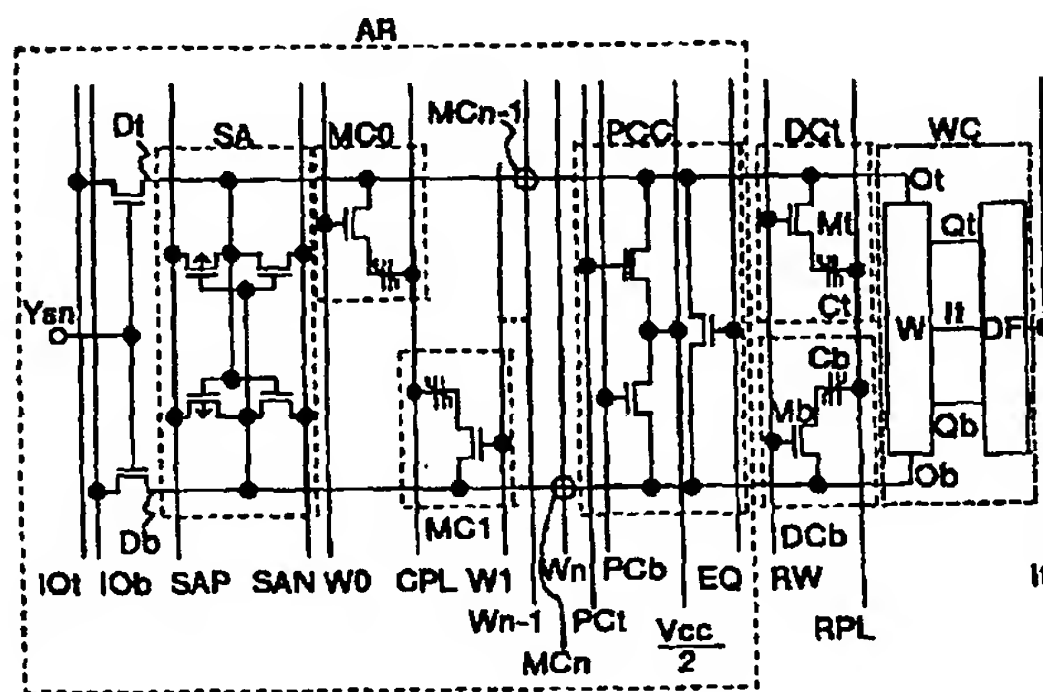 AR
MCn-1
Dt
SA
MC0
PCC
DCt
WC
Ot
Mt
Qt
Ysn
Ct
W
It
DF
Cb
Mb
Qb
Ob
Db
MC1
DCb
IOt
IOb
SAP
SAN
W0
CPL
W1
Wn
PCb
EQ
RW
Wn-1
PCt
Vcc
2
RPL
MCn